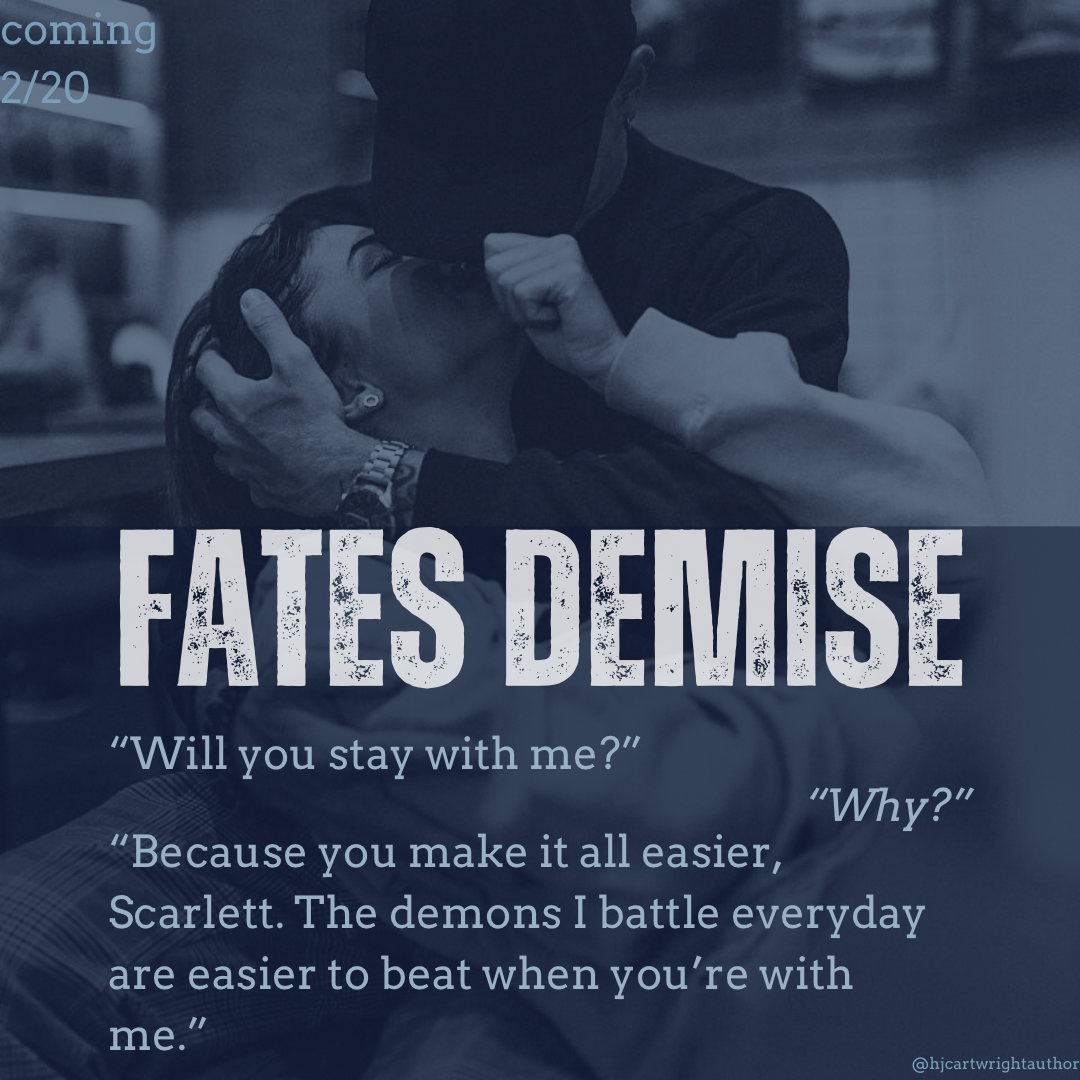 coming
2/20
FATES DEMISE
“Will you stay with me?”
“Why?”
“Because you make it all easier,
Scarlett. The demons I battle everyday
are easier to beat when you’re with
me.”
@hjcartwrightauthor